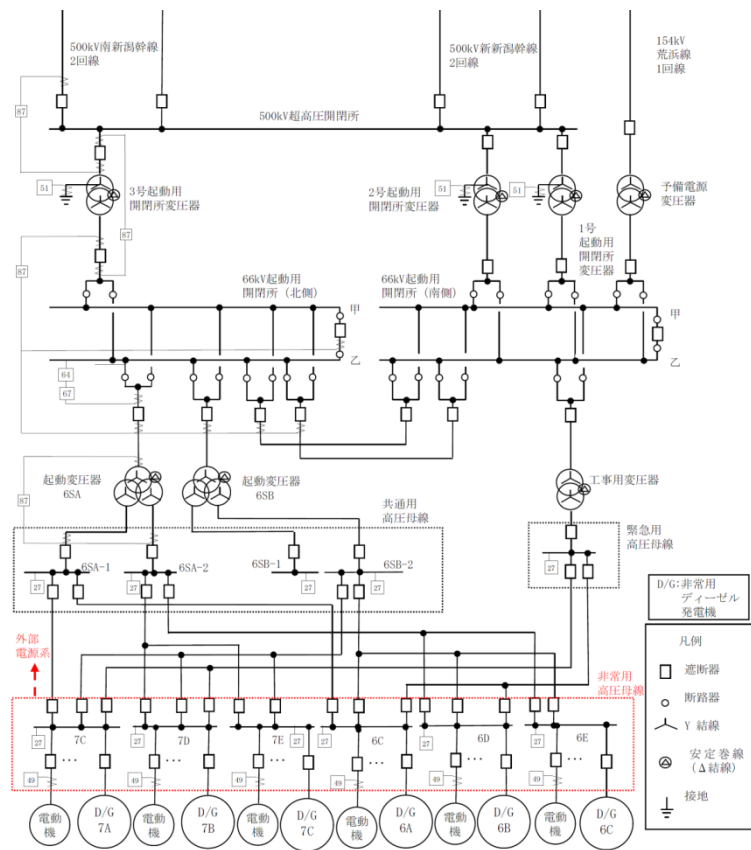 500kV南新潟幹線
2回線
500kV新新潟幹線
2回線
154kV
荒浜線
1回線
87
500kV超高圧開閉所
51
3号起動用
開閉所変圧器
2号起動用
開閉所変圧器
51
51
予備電源
変圧器
1号
起動用
開閉所
変圧器
87
87
66kV起動用
開閉所（北側）
66kV起動用
開閉所（南側）
甲
甲
乙
乙
64
67
起動変圧器
6SA
起動変圧器
6SB
工事用変圧器
87
共通用
高圧母線
緊急用
高圧母線
6SA-1
6SA-2
6SB-1
6SB-2
27
27
27
27
27
D/G:非常用
ディーゼル
発電機
外部
電源系
非常用
高圧母線
凡例
遮断器
断路器
Y 結線
安定巻線
(Δ結線)
接地
27
7C
27
7D
7E
27
27
6C
27
6D
27
6E
49
49
49
49
49
49
電動
機
D/G
7A
電動
機
D/G
7B
電動
機
D/G
7C
電動
機
D/G
6A
電動
機
D/G
6B
電動
機
D/G
6C